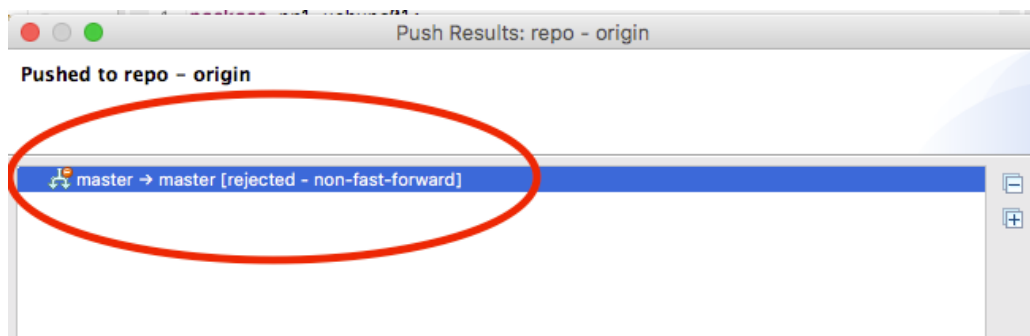 Push Results: repo - origin
Pushed to repo - origin
master → master [rejected - non-fast-forward]